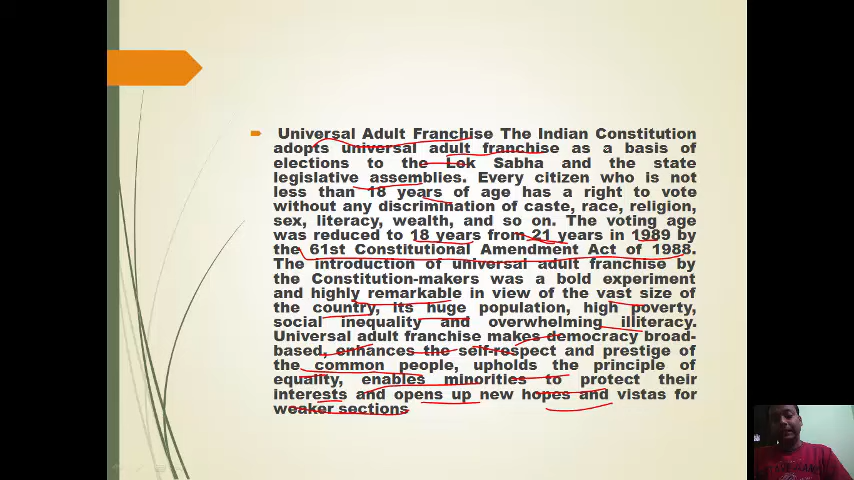 Universal Adult Franchise The Indian Constitution
adopts universal adult franchise as a basis of
elections to the Lok Sabha and the state
legislative assemblies. Every citizen who is not
less than 18 years of age has a right to vote
without any discrimination of caste, race, religion,
sex, literacy, wealth, and so on. The voting age
was reduced to 18 years from 21 years in 1989 by
the 61st Constitutional Amendment Act of 1988.
The introduction of universal adult franchise by
the Constitution-makers was a bold experiment
and highly remarkable in view of the vast size of
the country, its huge population, high poverty,
social inequality and overwhelming illiteracy.
Universal adult franchise makes democracy broad-
based, enhances the self-respect and prestige of
the common people, upholds the principle of
equality, enables minorities to protect their
interests and opens up new hopes and vistas for
weaker sections